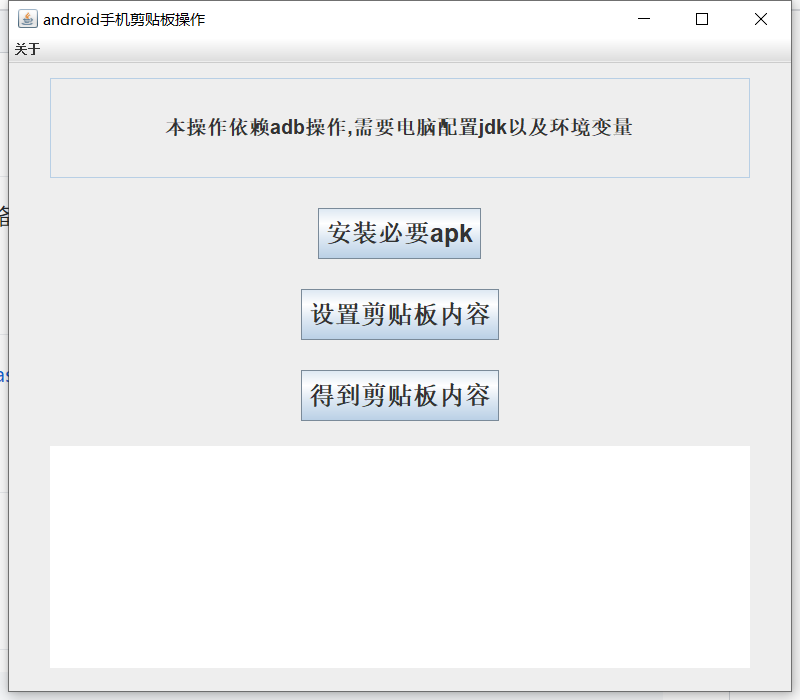 android手机剪贴板操作
关于
本操作依赖adb操作,需要电脑配置jdk以及环境变量
安装必要apk
设置剪贴板内容
得到剪贴板内容